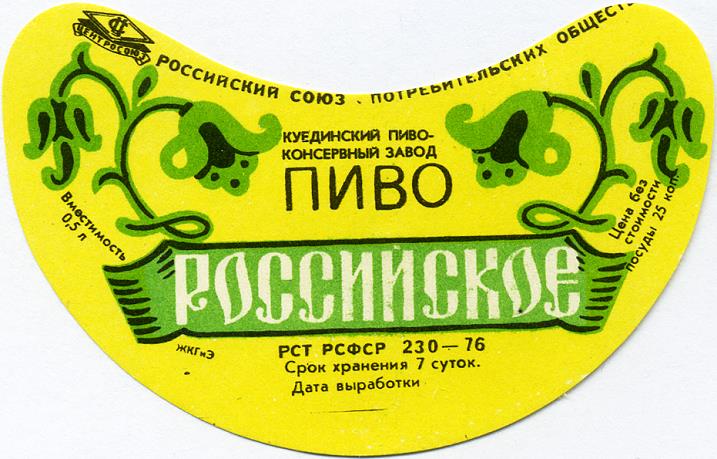 ЦЕНТРОСОЮЗ
РОССИЙСКИЙ СОЮЗ ПОТРЕБИТЕЛЬСКИХ ОБЩЕСТ
КУЕДИНСКИЙ ПИВО-
КОНСЕРВНЫЙ ЗАВОД
ПИВО
Вместимость
0,5 л
Цена без
стоимости
посуды 25 коп.
РОССИЙСКОЕ
ЖКГиЭ
РСТ РСФСР 230—76
Срок хранения 7 суток.
Дата выработки